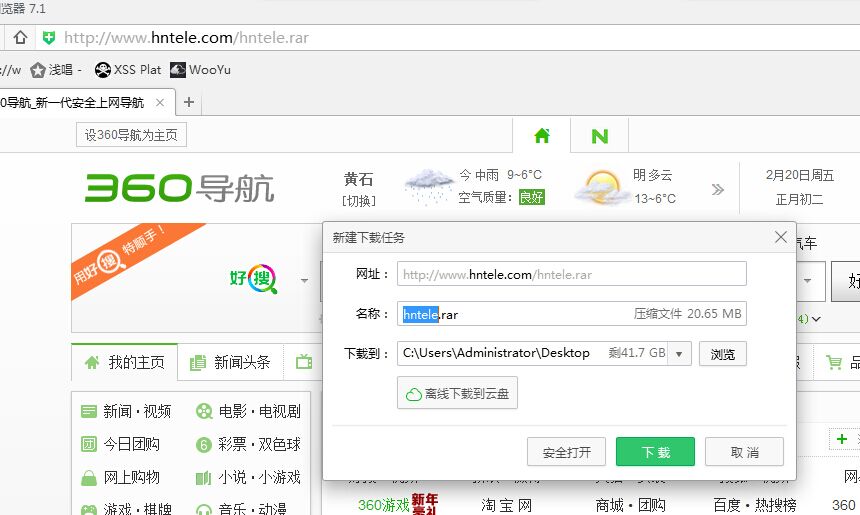 览器 7.1
http://www.hntele.com/hntele.rar
://w 浅唱 - XSS Plat WooYu
0导航_新一代安全上网导航
设360导航为主页
360导航
黄石
[切换]
今 中雨 9~6°C
空气质量：良好
明 多云
13~6°C
2月20日周五
正月初二
用好搜 特顺手！
好搜
新建下载任务
汽车
网址： http://www.hntele.com/hntele.rar
好
名称： hntele.rar 压缩文件 20.65 MB
4)
下载到： C:\Users\Administrator\Desktop 剩41.7 GB 浏览
我的主页 新闻头条
离线下载到云盘
新闻·视频 电影·电视剧
今日团购 彩票·双色球
安全打开 下载 取消
网上购物 小说·小游戏
游戏·棋牌 音乐·动漫
360游戏 新年豪礼 淘宝网 商城·团购 百度·热搜榜 360